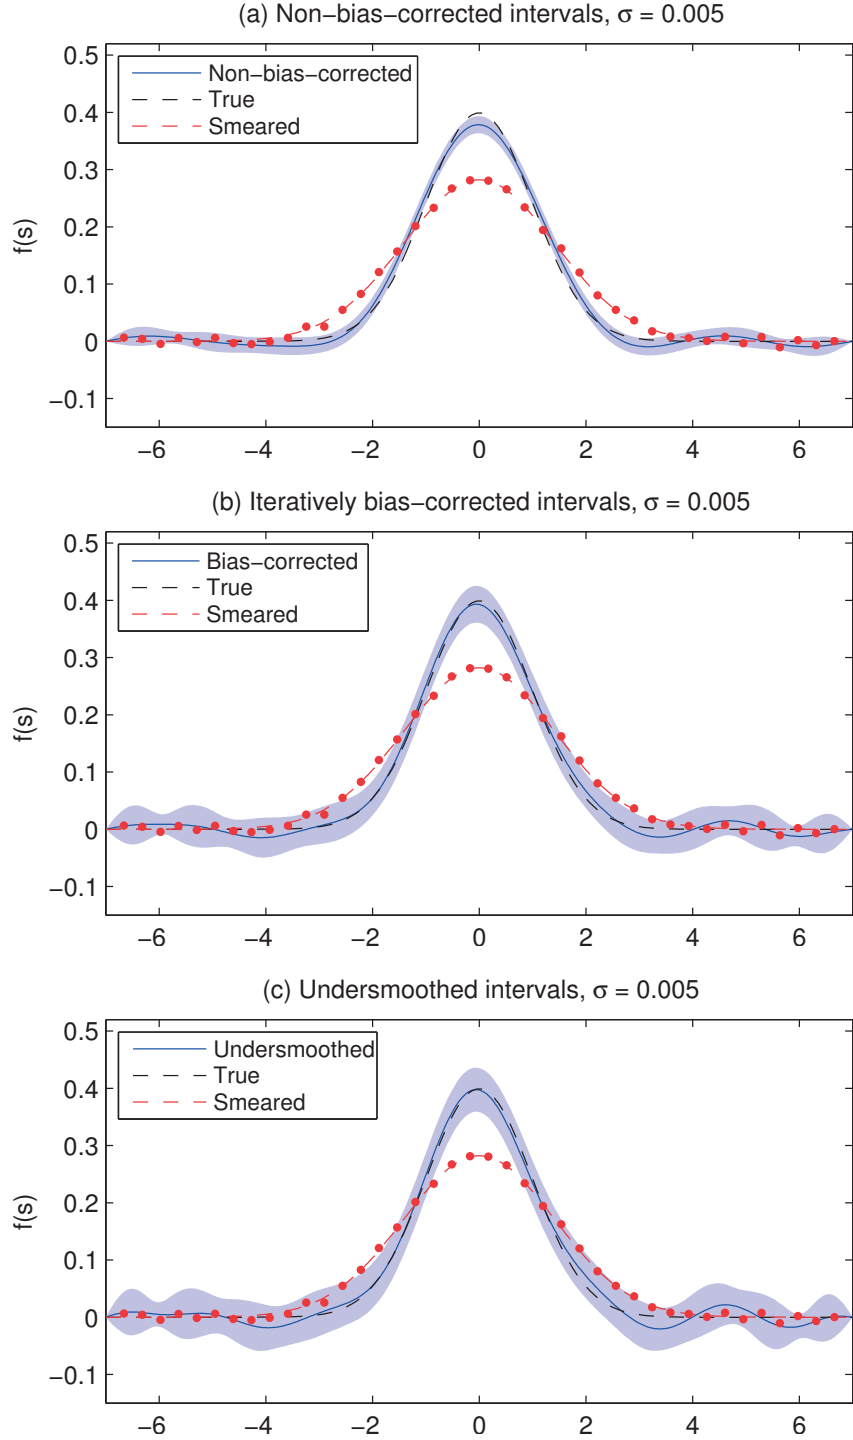 (a) Non−bias−corrected intervals, σ = 0.005
0.5
0.4
0.3
0.2
0.1
0
−0.1
f(s)
Non−bias−corrected
True
Smeared
−6 −4 −2 0 2 4 6
(b) Iteratively bias−corrected intervals, σ = 0.005
0.5
0.4
0.3
0.2
0.1
0
−0.1
f(s)
Bias−corrected
True
Smeared
−6 −4 −2 0 2 4 6
(c) Undersmoothed intervals, σ = 0.005
0.5
0.4
0.3
0.2
0.1
0
−0.1
f(s)
Undersmoothed
True
Smeared
−6 −4 −2 0 2 4 6